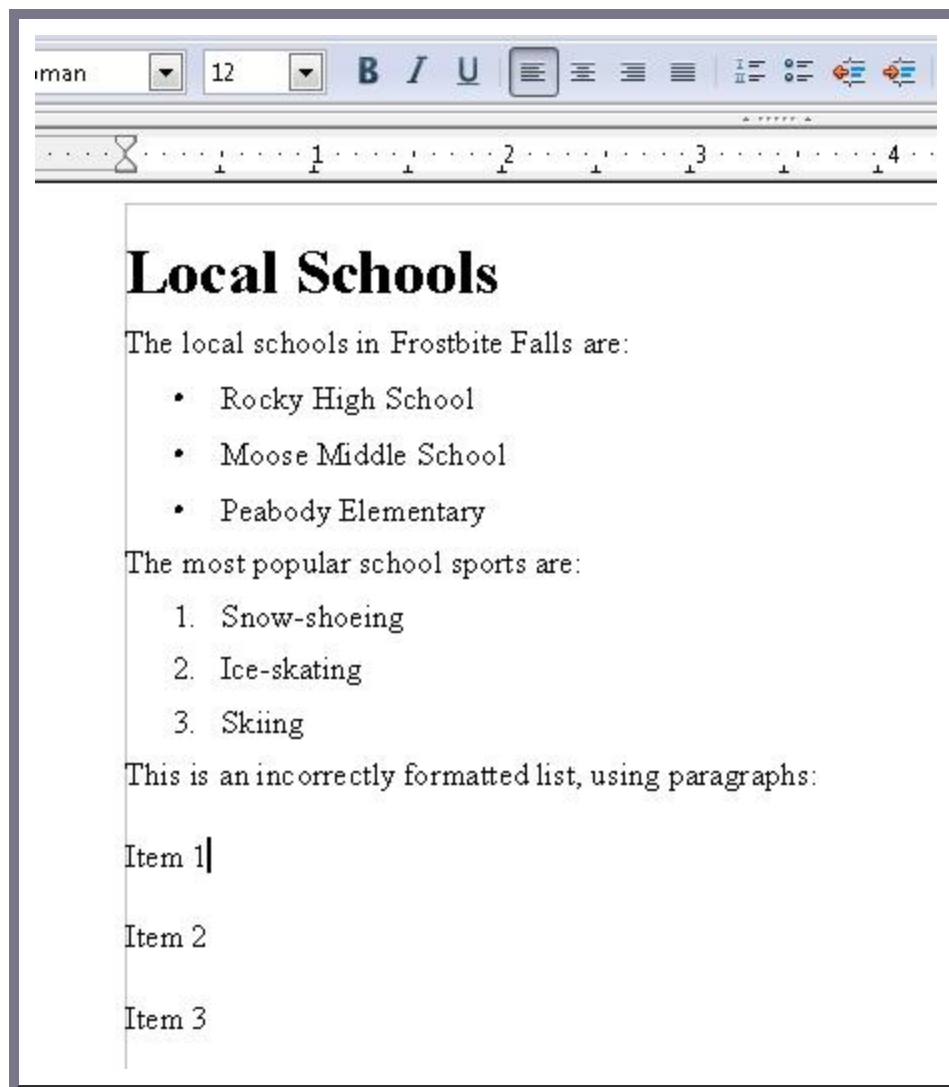 oman 12 B I U
1 2 3 4
Local Schools
The local schools in Frostbite Falls are:
• Rocky High School
• Moose Middle School
• Peabody Elementary
The most popular school sports are:
1. Snow-shoeing
2. Ice-skating
3. Skiing
This is an incorrectly formatted list, using paragraphs:
Item 1
Item 2
Item 3